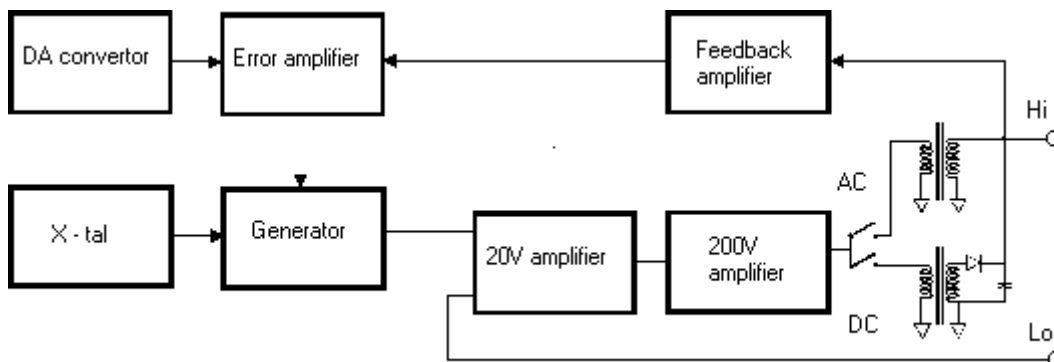 DA convertor
Error amplifier
Feedback
amplifier
Hi
AC
X - tal
Generator
20V amplifier
200V
amplifier
DC
Lo